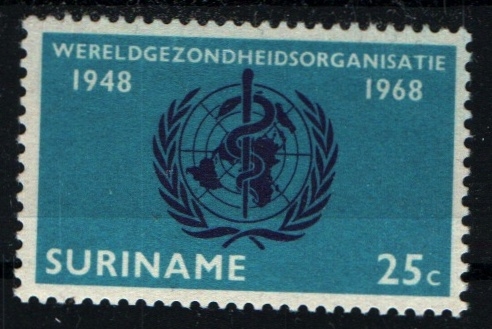 WERELDGEZONDHEIDSORGANISATIE
1948 1968
SURINAME 25c